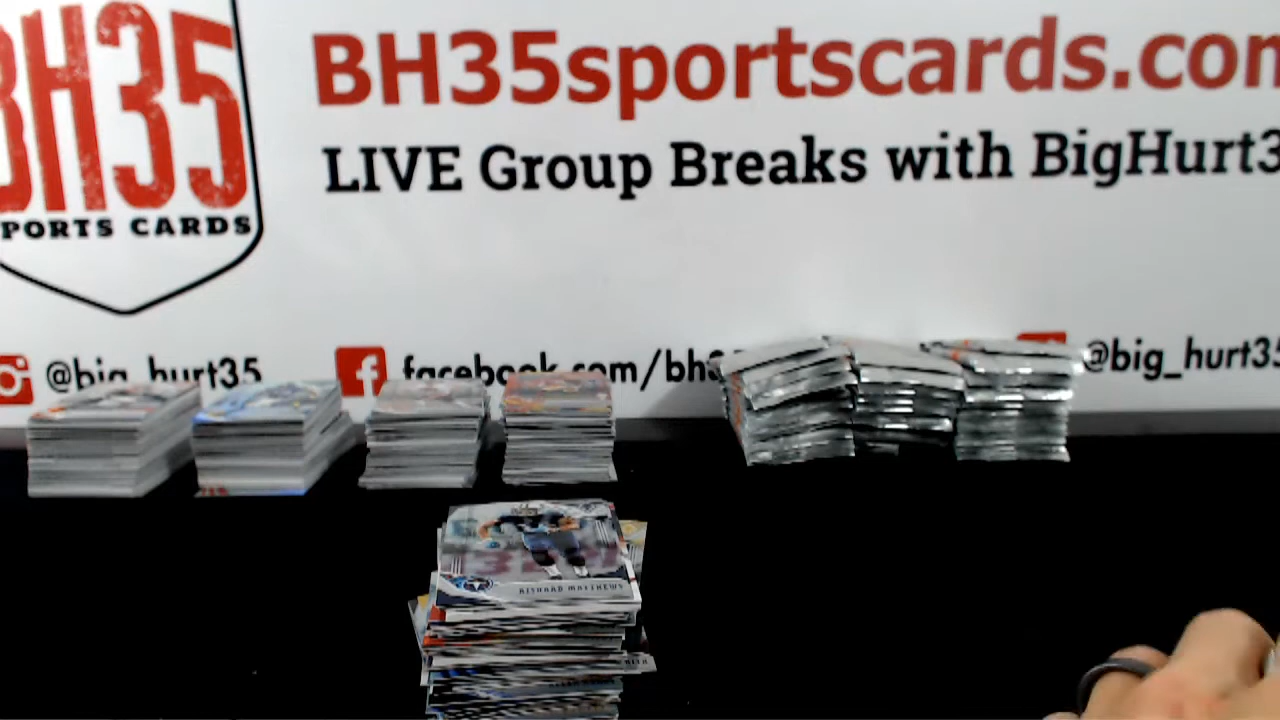 BH35
SPORTS CARDS
BH35sportscards.com
LIVE Group Breaks with BigHurt3
@big_hurt35
facebook.com/bh3
@big_hurt35
RISHARD MATTHEWS